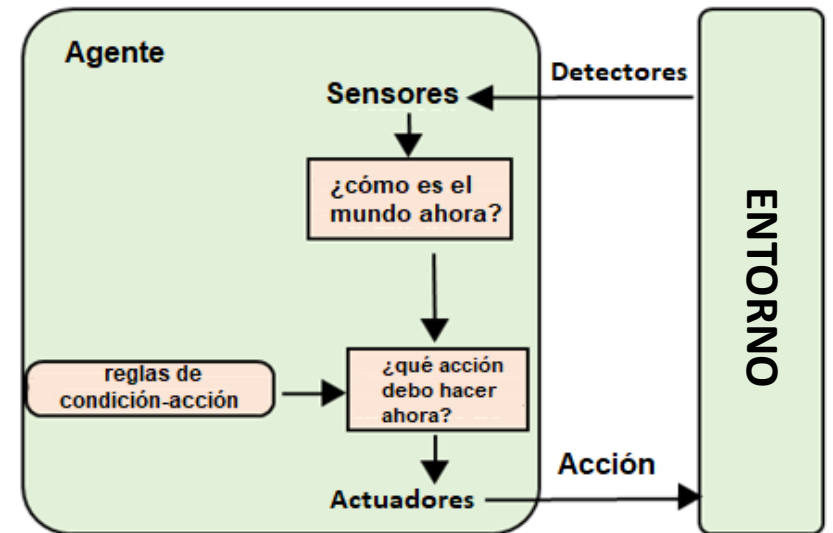 Agente
Detectores
Sensores
¿cómo es el
mundo ahora?
ENTORNO
reglas de
condición-acción
¿qué acción
debo hacer
ahora?
Acción
Actuadores